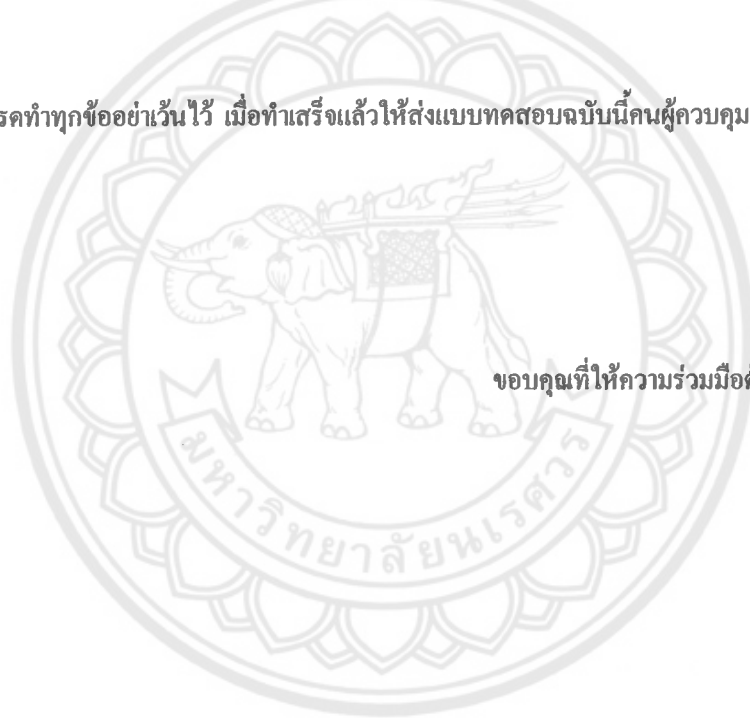 รดทำทุกข้ออย่าเว้นไว้ เมื่อทำเสร็จแล้วให้ส่งแบบทดสอบฉบับนี้คนผู้ควบคุม
ขอบคุณที่ให้ความร่วมมือ
มหาวิทยาลัยนเรศวร